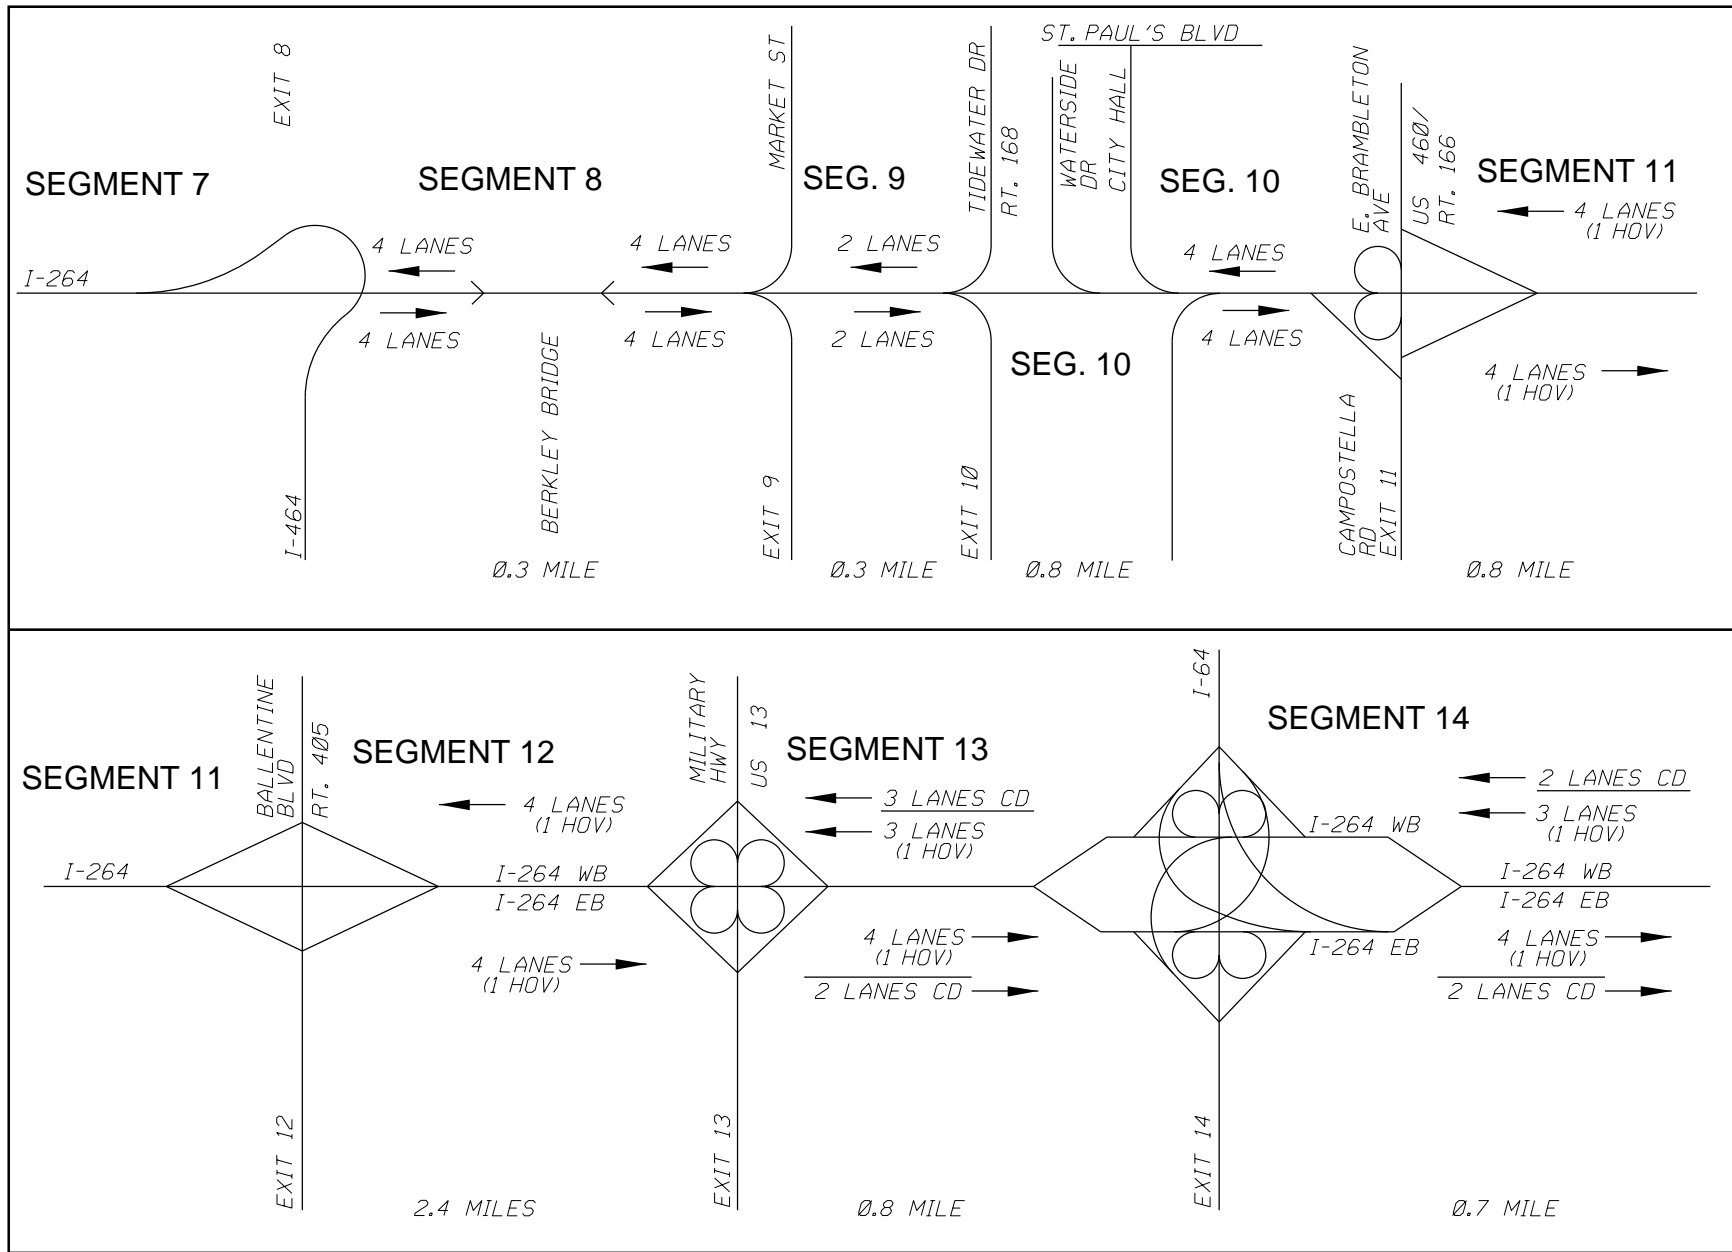 EXIT 8
MARKET ST
TIDEWATER DR
RT. 168
ST. PAUL'S BLVD
WATERSIDE
DR
CITY HALL
E. BRAMBLETON
AVE
US 460/
RT. 166
SEGMENT 7
SEGMENT 8
SEG. 9
SEG. 10
SEGMENT 11
4 LANES
(1 HOV)
I-264
4 LANES
4 LANES
2 LANES
4 LANES
4 LANES
4 LANES
2 LANES
4 LANES
SEG. 10
4 LANES
(1 HOV)
I-464
BERKLEY BRIDGE
EXIT 9
EXIT 10
CAMPOSTELLA
RD
EXIT 11
0.3 MILE
0.3 MILE
0.8 MILE
0.8 MILE
BALLENTINE
BLVD
RT. 405
MILITARY
HWY
US 13
I-64
SEGMENT 11
SEGMENT 12
SEGMENT 13
SEGMENT 14
4 LANES
(1 HOV)
3 LANES CD
3 LANES
(1 HOV)
2 LANES CD
3 LANES
(1 HOV)
I-264
I-264 WB
I-264 EB
I-264 WB
I-264 EB
I-264 WB
I-264 EB
4 LANES
(1 HOV)
4 LANES
(1 HOV)
2 LANES CD
4 LANES
(1 HOV)
2 LANES CD
EXIT 12
EXIT 13
EXIT 14
2.4 MILES
0.8 MILE
0.7 MILE